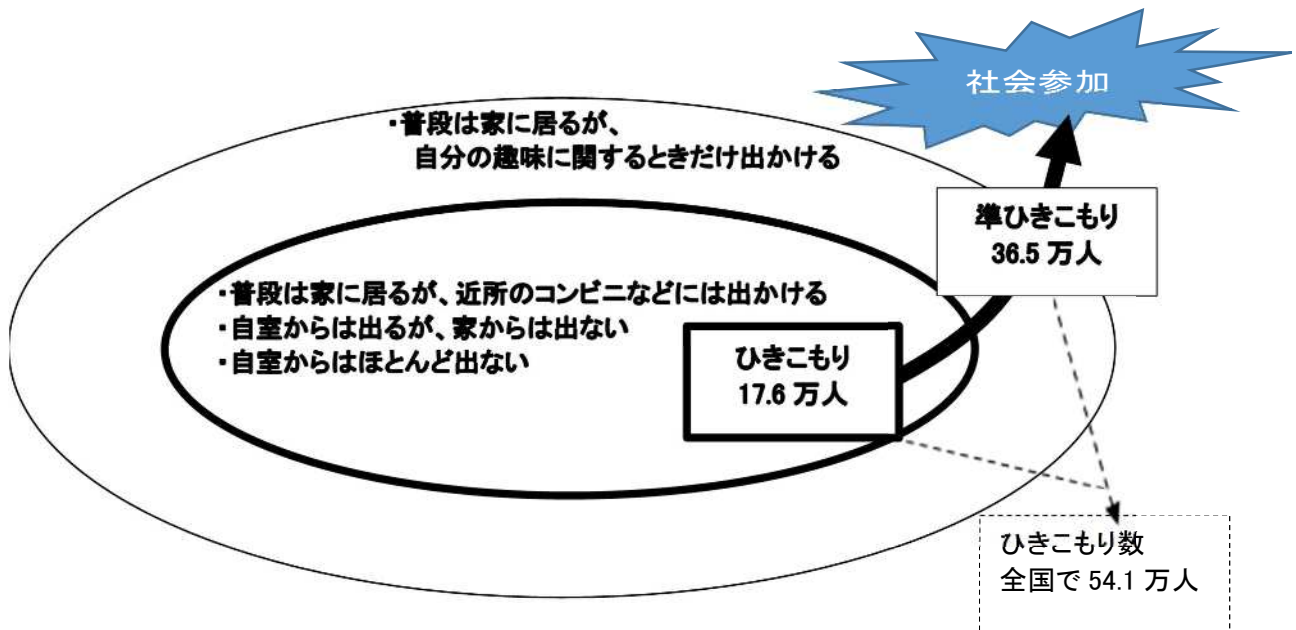 社会参加
・普段は家に居るが、
自分の趣味に関するときだけ出かける
準ひきこもり
36.5 万人
・普段は家に居るが、近所のコンビニなどには出かける
・自室からは出るが、家からは出ない
・自室からはほとんど出ない
ひきこもり
17.6 万人
ひきこもり数
全国で 54.1 万人